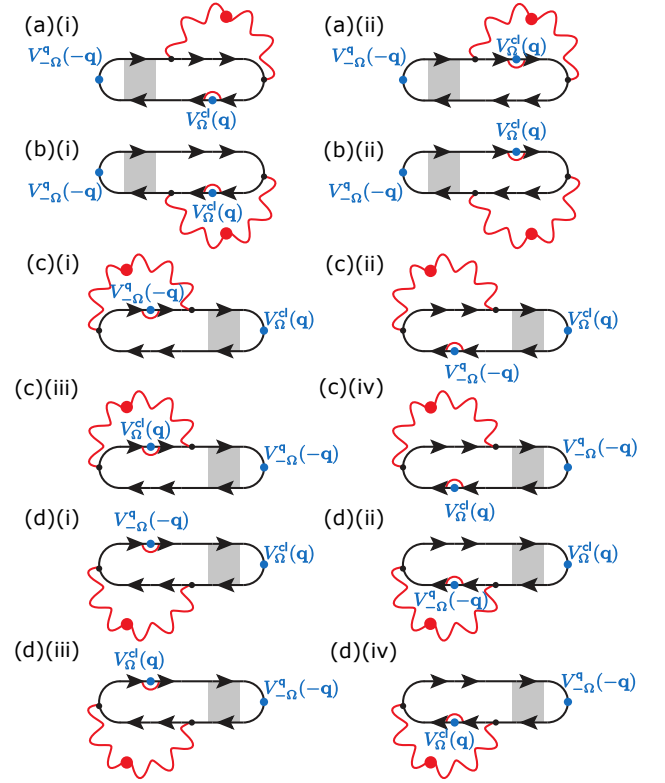 (a)(i) (a)(ii)
V^q_{-Ω}(-q) V^q_{-Ω}(-q) V^cl_Ω(q)
V^cl_Ω(q)
(b)(i) (b)(ii) V^cl_Ω(q)
V^q_{-Ω}(-q) V^cl_Ω(q) V^q_{-Ω}(-q)
(c)(i) (c)(ii)
V^q_{-Ω}(-q) V^cl_Ω(q) V^cl_Ω(q)
V^q_{-Ω}(-q)
(c)(iii) (c)(iv)
V^cl_Ω(q) V^q_{-Ω}(-q) V^q_{-Ω}(-q)
V^cl_Ω(q)
(d)(i) V^q_{-Ω}(-q) (d)(ii)
V^cl_Ω(q) V^cl_Ω(q)
V^q_{-Ω}(-q)
(d)(iii) V^cl_Ω(q) (d)(iv)
V^q_{-Ω}(-q) V^q_{-Ω}(-q)
V^cl_Ω(q)